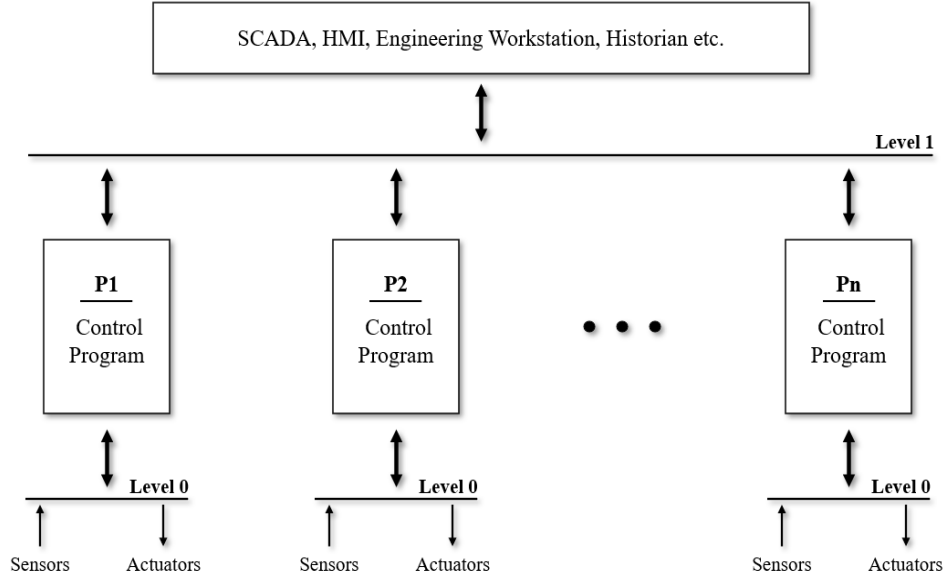 SCADA, HMI, Engineering Workstation, Historian etc.
Level 1
P1
Control
Program
P2
Control
Program
Pn
Control
Program
Level 0
Level 0
Level 0
Sensors
Actuators
Sensors
Actuators
Sensors
Actuators